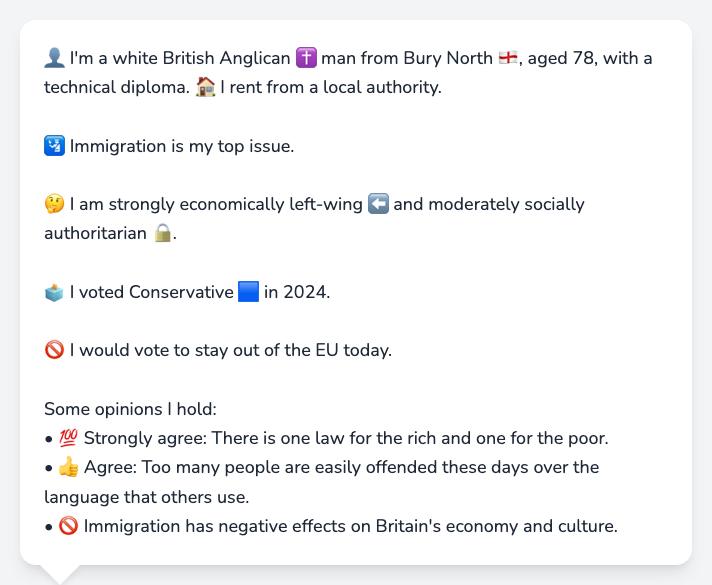 👤 I'm a white British Anglican ✝️ man from Bury North 🏴󠁧󠁢󠁥󠁮󠁧󠁿, aged 78, with a
technical diploma. 🏠 I rent from a local authority.
🛂 Immigration is my top issue.
🤔 I am strongly economically left-wing ⬅️ and moderately socially
authoritarian 🔒.
🗳️ I voted Conservative 🟦 in 2024.
🚫 I would vote to stay out of the EU today.
Some opinions I hold:
• 💯 Strongly agree: There is one law for the rich and one for the poor.
• 👍 Agree: Too many people are easily offended these days over the
language that others use.
• 🚫 Immigration has negative effects on Britain's economy and culture.